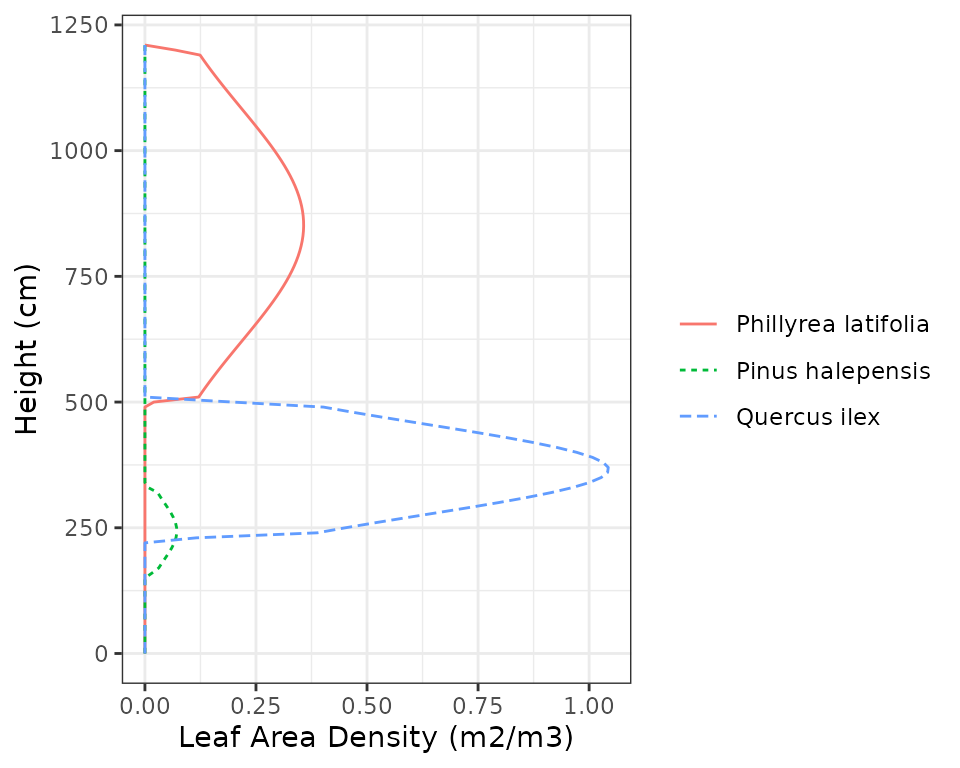 1250
1000
750
500
250
0
Height (cm)
0.00 0.25 0.50 0.75 1.00
Leaf Area Density (m2/m3)
Phillyrea latifolia
Pinus halepensis
Quercus ilex